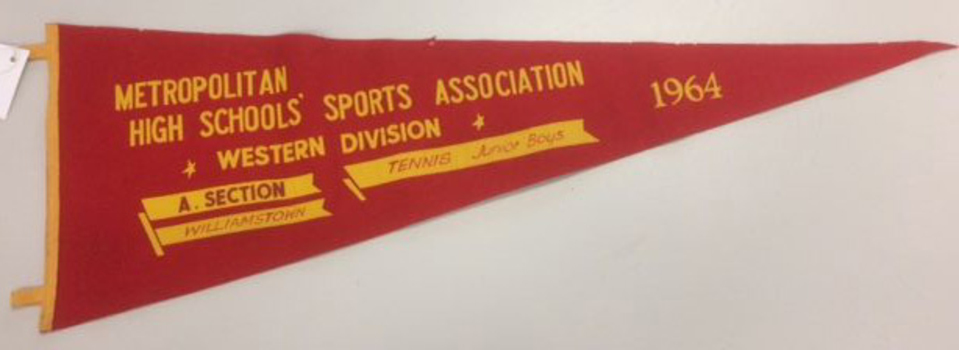 METROPOLITAN
HIGH SCHOOLS' SPORTS ASSOCIATION
WESTERN DIVISION
A. SECTION
WILLIAMSTOWN
TENNIS Junior Boys
1964